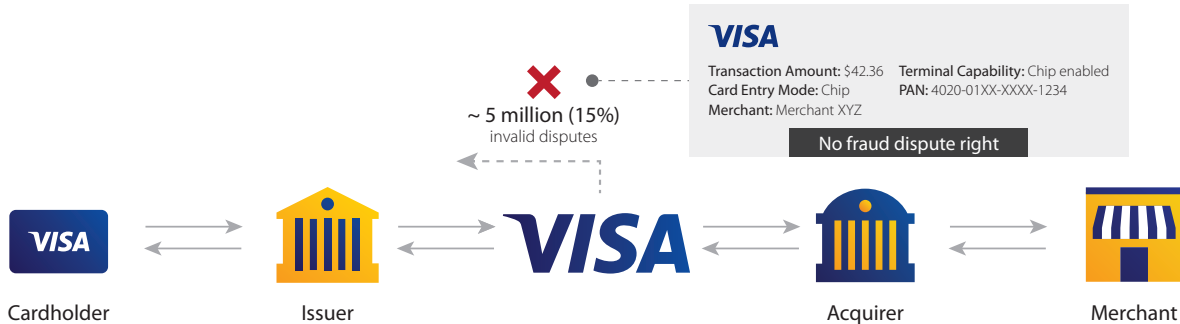 VISA
Transaction Amount: $42.36 Terminal Capability: Chip enabled
Card Entry Mode: Chip PAN: 4020-01XX-XXXX-1234
Merchant: Merchant XYZ
No fraud dispute right
~ 5 million (15%)
invalid disputes
VISA
VISA
Cardholder
Issuer
Acquirer
Merchant